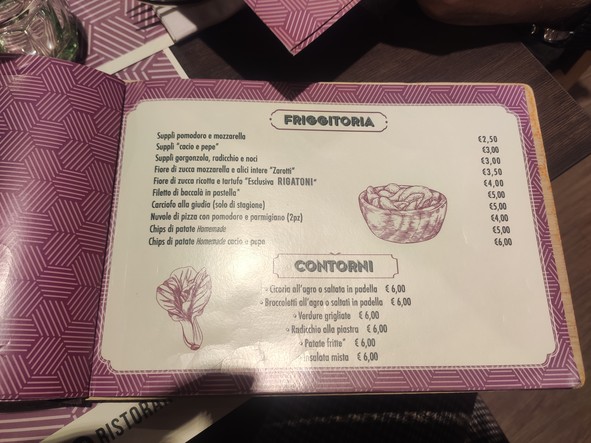 FRIGGITORIA
Supplì pomodoro e mozzarella €2,50
Supplì "cacio e pepe" €3,00
Supplì gorgonzola, radicchio e noci €3,00
Fiore di zucca mozzarella e alici intere "Zarotti" €3,50
Fiore di zucca ricotta e tartufo "Esclusiva RIGATONI" €4,00
Filetto di baccalà in pastella* €5,00
Carciofo alla giudia (solo di stagione) €5,00
Nuvole di pizza con pomodoro e parmigiano (2pz) €4,00
Chips di patate Homemade €5,00
Chips di patate Homemade cacio e pepe €6,00
CONTORNI
Cicoria all'agro o saltata in padella € 6,00
Broccoletti all'agro o saltati in padella € 6,00
Verdure grigliate € 6,00
Radicchio alla piastra € 6,00
Patate fritte* € 6,00
Insalata mista € 6,00